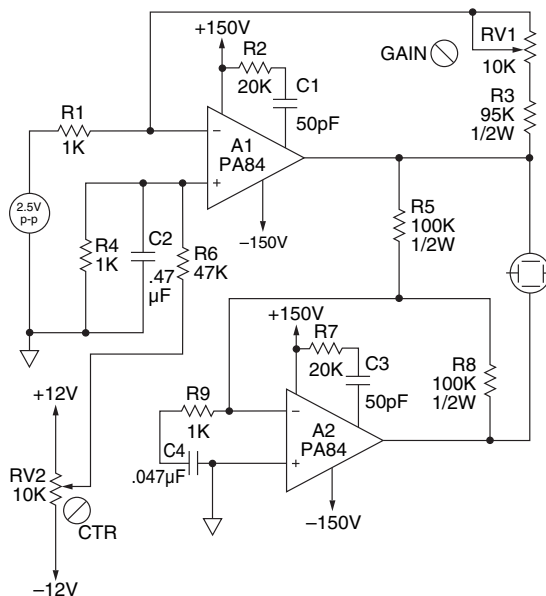 +150V
R2
20K
C1
50pF
GAIN
RV1
10K
R3
95K
1/2W
R1
1K
–
A1
PA84
+
–150V
2.5V
p-p
R4
1K
C2
.47
µF
R6
47K
R5
100K
1/2W
+150V
R7
20K
C3
50pF
R8
100K
1/2W
R9
1K
–
A2
PA84
+
C4
.047µF
–150V
+12V
RV2
10K
CTR
–12V